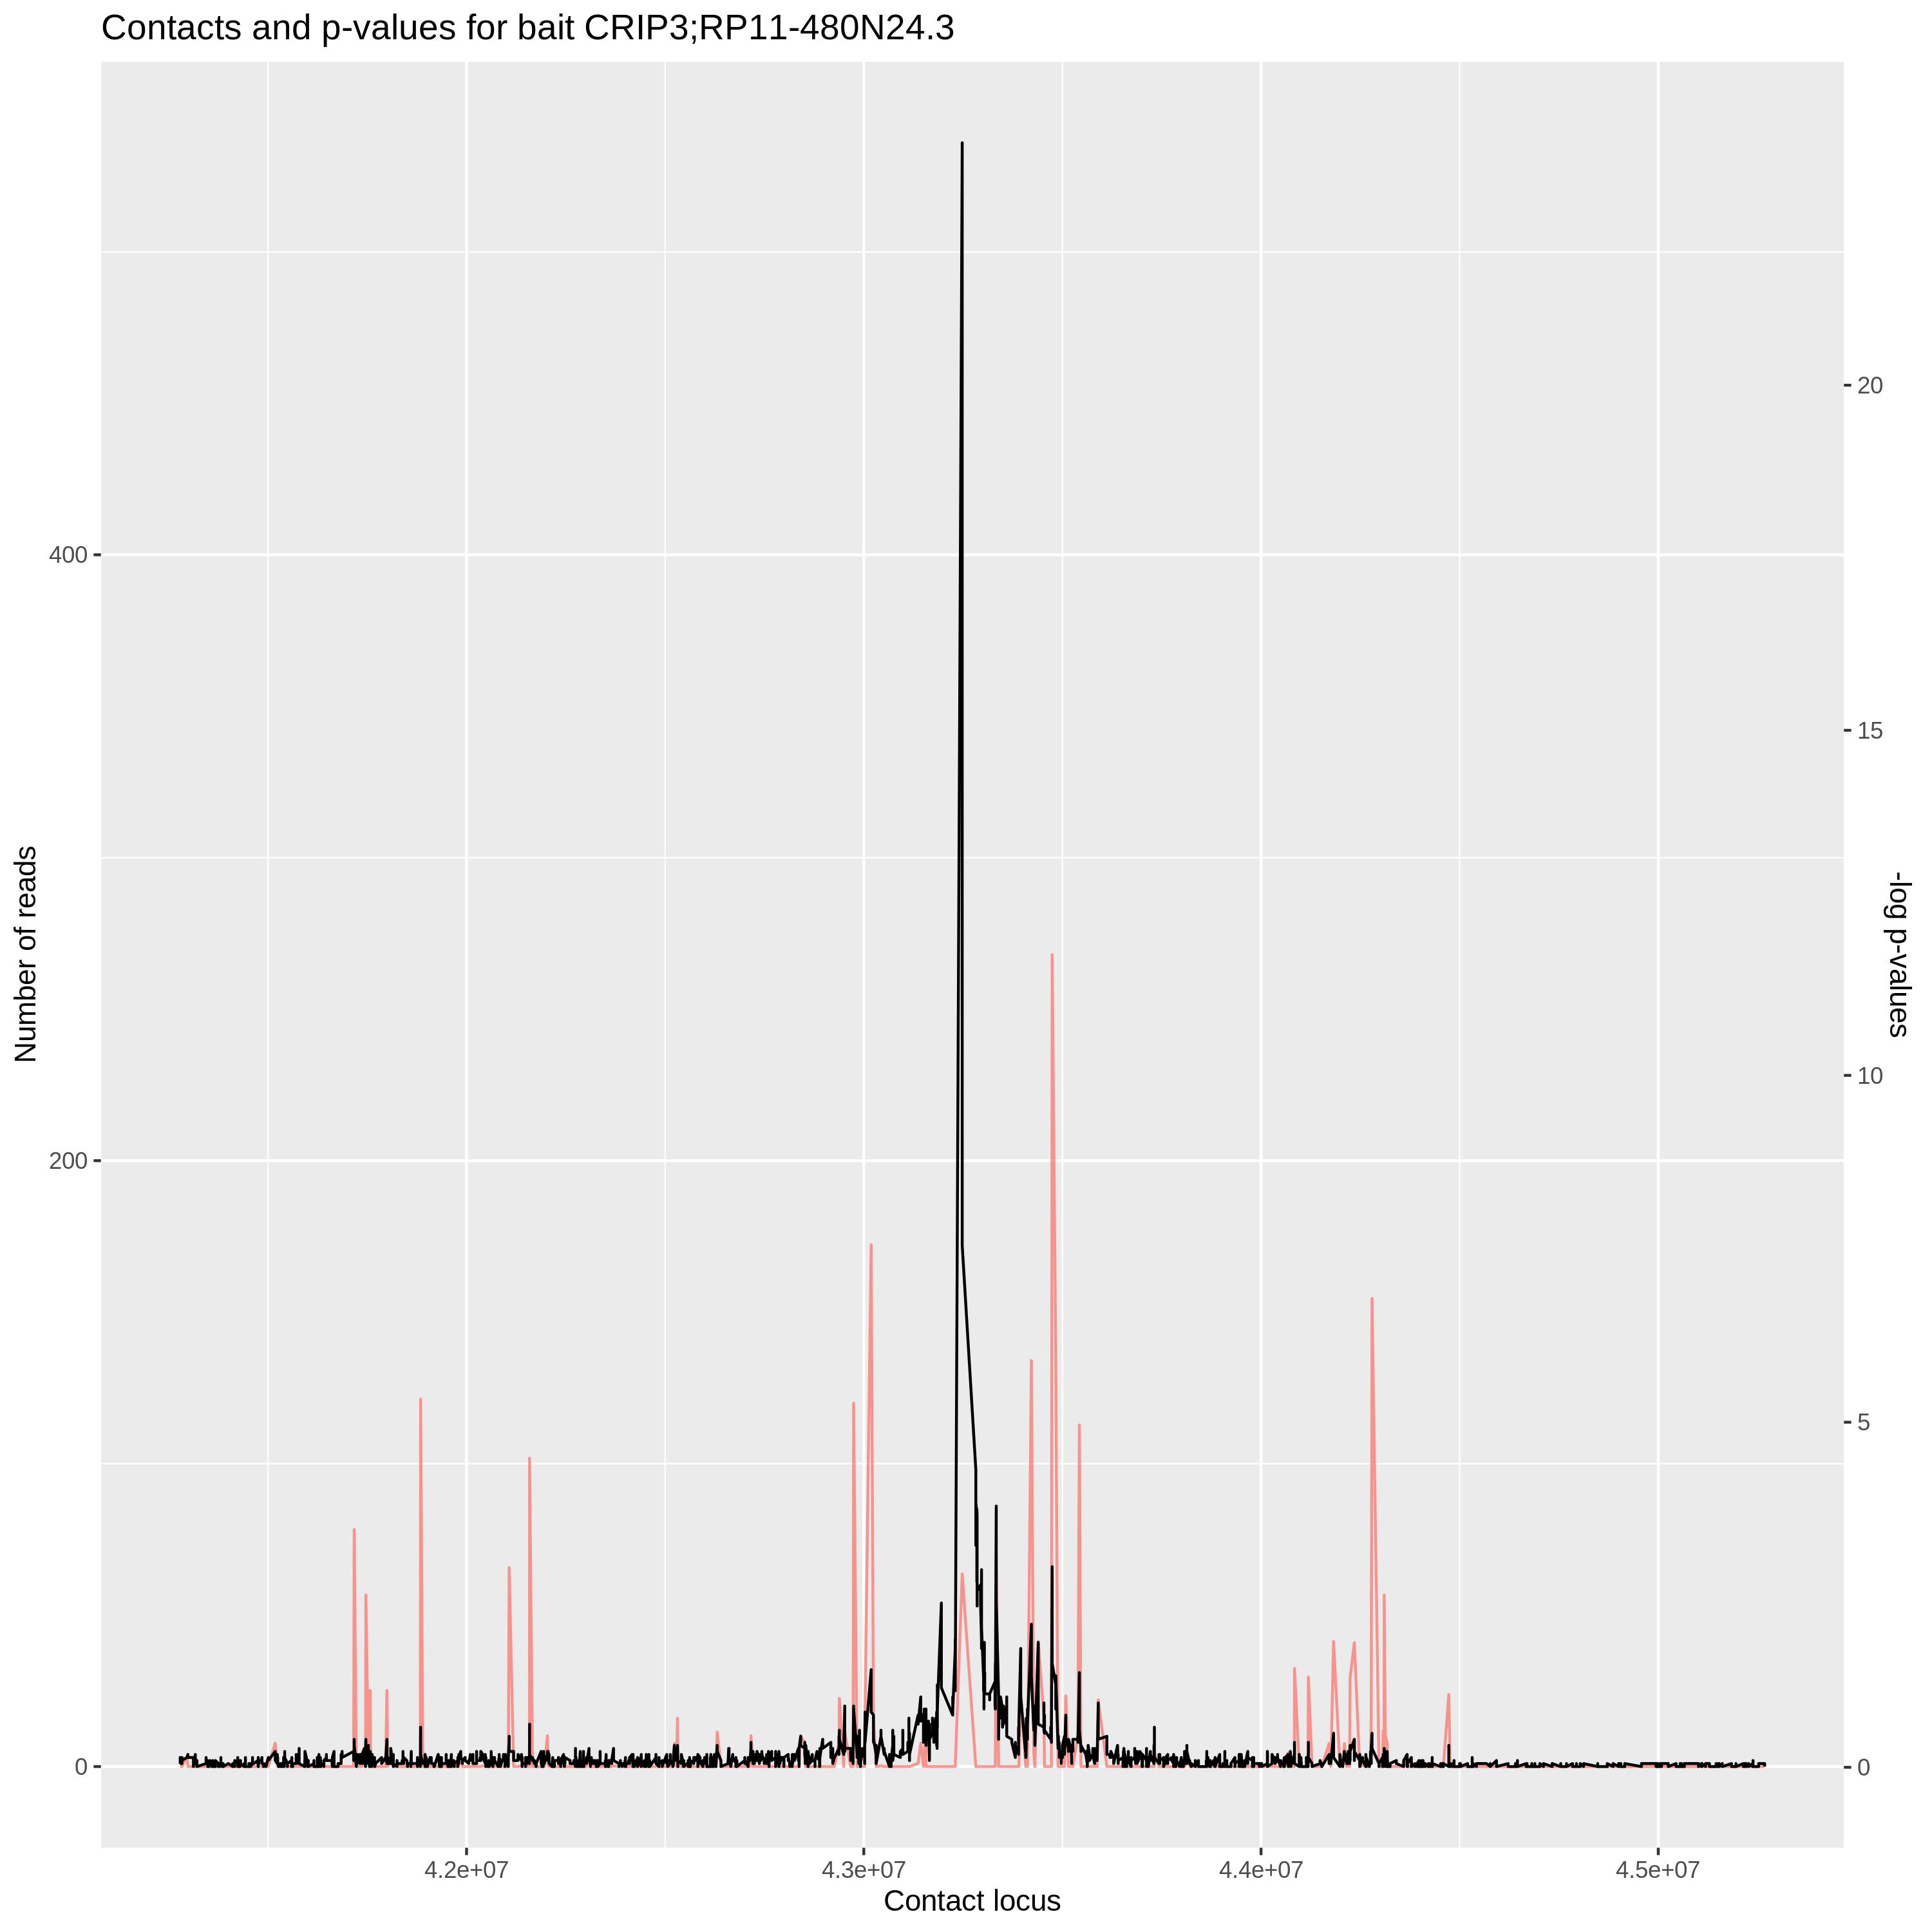 Contacts and p-values for bait CRIP3;RP11-480N24.3
Number of reads
400
200
0
20
15
10
5
0
-log p-values
4.2e+07
4.3e+07
4.4e+07
4.5e+07
Contact locus